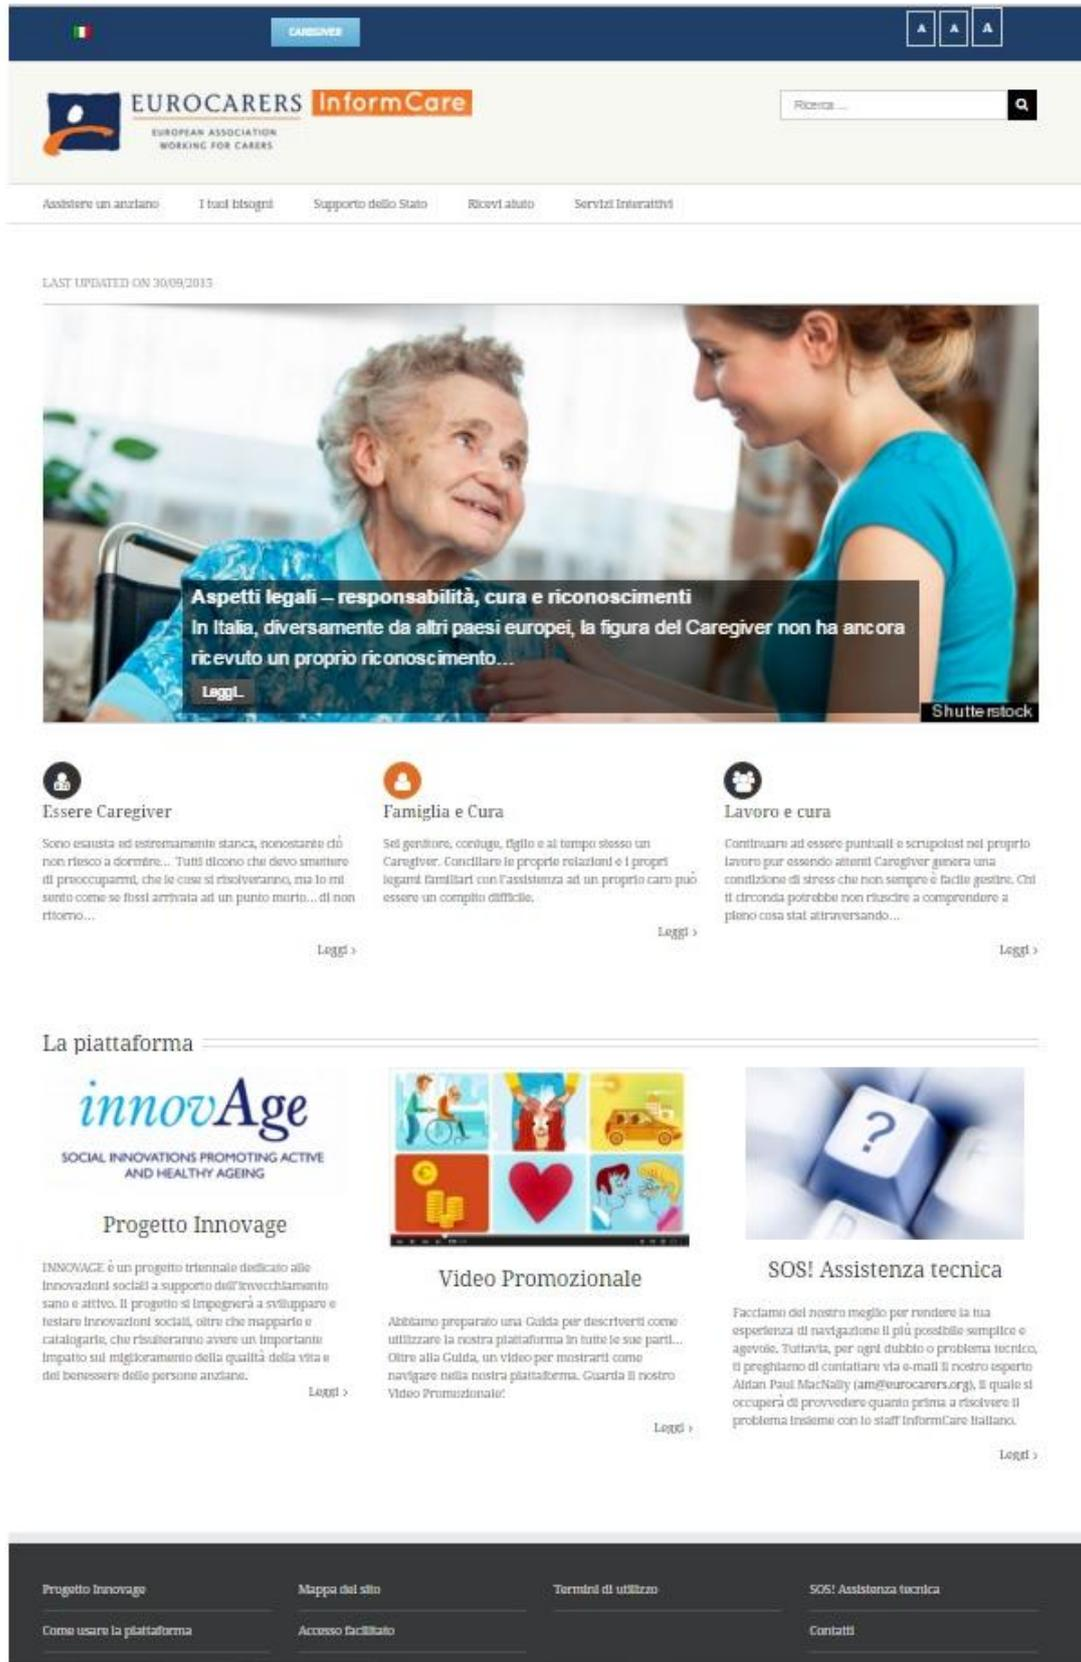 CAREGIVER
A A A
EUROCARERS InformCare
EUROPEAN ASSOCIATION
WORKING FOR CARERS
Ricerca ...
Assistere un anziano I tuoi bisogni Supporto dello Stato Ricevi aiuto Servizi Interattivi
LAST UPDATED ON 30/09/2015
Aspetti legali – responsabilità, cura e riconoscimenti
In Italia, diversamente da altri paesi europei, la figura del Caregiver non ha ancora
ricevuto un proprio riconoscimento...
Leggi...
Shutterstock
Essere Caregiver
Sono esausta ed estremamente stanca, nonostante ciò
non riesco a dormire... Tutti dicono che devo smettere
di preoccuparmi, che le cose si risolveranno, ma io mi
sento come se fossi arrivata ad un punto morto... di non
ritorno...
Leggi ›
Famiglia e Cura
Sei genitore, coniuge, figlio e al tempo stesso un
Caregiver. Conciliare le proprie relazioni e i propri
legami familiari con l'assistenza ad un proprio caro può
essere un compito difficile.
Leggi ›
Lavoro e cura
Continuare ad essere puntuali e scrupolosi nel proprio
lavoro pur essendo attenti Caregiver genera una
condizione di stress che non sempre è facile gestire. Chi
ti circonda potrebbe non riuscire a comprendere a
pieno cosa stai attraversando...
Leggi ›
La piattaforma
innovAge
SOCIAL INNOVATIONS PROMOTING ACTIVE
AND HEALTHY AGEING
Progetto Innovage
INNOVAGE è un progetto triennale dedicato alle
innovazioni sociali a supporto dell'invecchiamento
sano e attivo. Il progetto si impegnerà a sviluppare e
testare innovazioni sociali, oltre che mapparle e
catalogarle, che risulteranno avere un importante
impatto sul miglioramento della qualità della vita e
del benessere delle persone anziane.
Leggi ›
Video Promozionale
Abbiamo preparato una Guida per descriverti come
utilizzare la nostra piattaforma in tutte le sue parti...
Oltre alla Guida, un video per mostrarti come
navigare nella nostra piattaforma. Guarda il nostro
Video Promozionale!
Leggi ›
?
SOS! Assistenza tecnica
Facciamo del nostro meglio per rendere la tua
esperienza di navigazione il più possibile semplice e
agevole. Tuttavia, per ogni dubbio o problema tecnico,
ti preghiamo di contattare via e-mail il nostro esperto
Aidan Paul MacNally (am@eurocarers.org), il quale si
occuperà di provvedere quanto prima a risolvere il
problema insieme con lo staff InformCare Italiano.
Leggi ›
Progetto Innovage Mappa del sito Termini di utilizzo SOS! Assistenza tecnica
Come usare la piattaforma Accesso facilitato Contatti